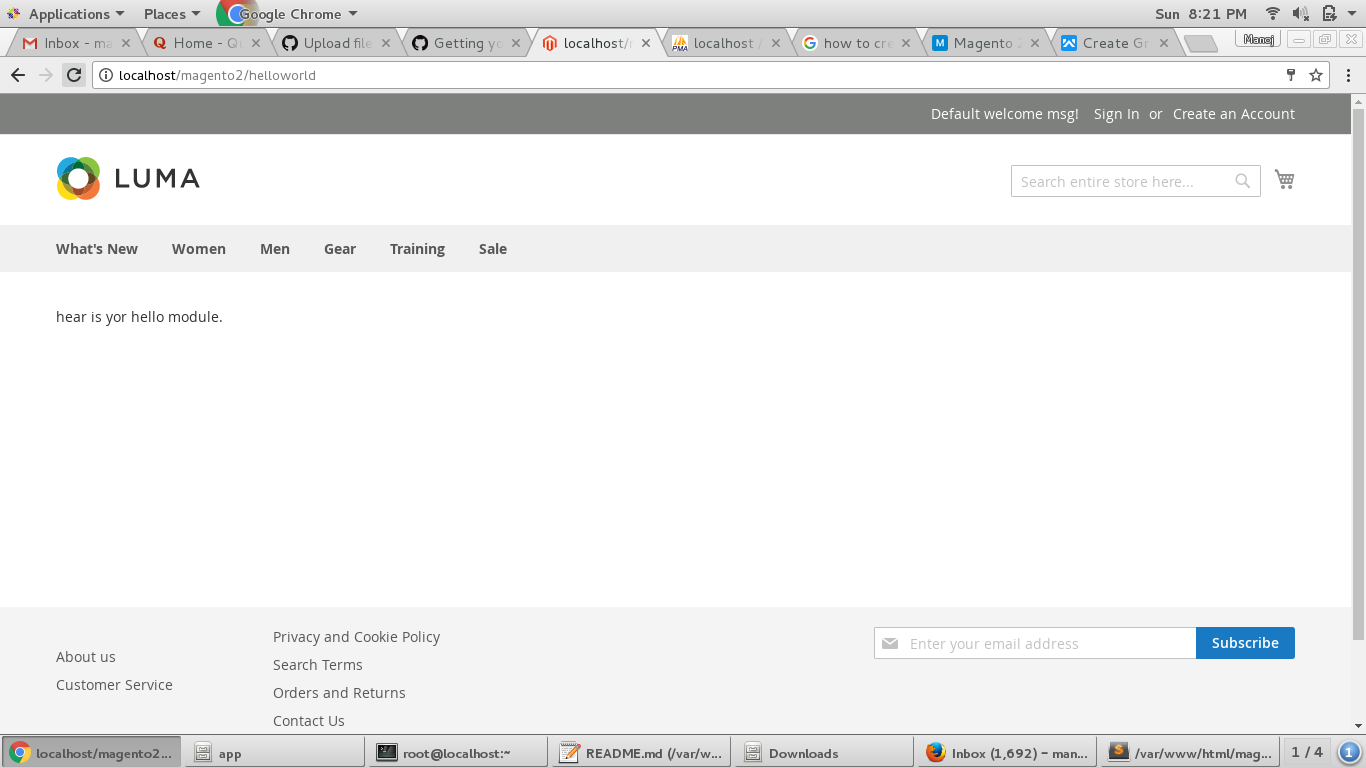 Applications Places Google Chrome Sun 8:21 PM
Inbox - ma Home - Qu Upload file Getting yo localhost/m localhost / how to cre Magento 2 Create Gr Manoj
localhost/magento2/helloworld
Default welcome msg! Sign In or Create an Account
LUMA
Search entire store here...
What's New Women Men Gear Training Sale
hear is yor hello module.
Privacy and Cookie Policy
Enter your email address Subscribe
About us
Search Terms
Customer Service
Orders and Returns
Contact Us
localhost/magento2... app root@localhost:~ README.md (/var/w... Downloads Inbox (1,692) – man... /var/www/html/mag... 1 / 4 1